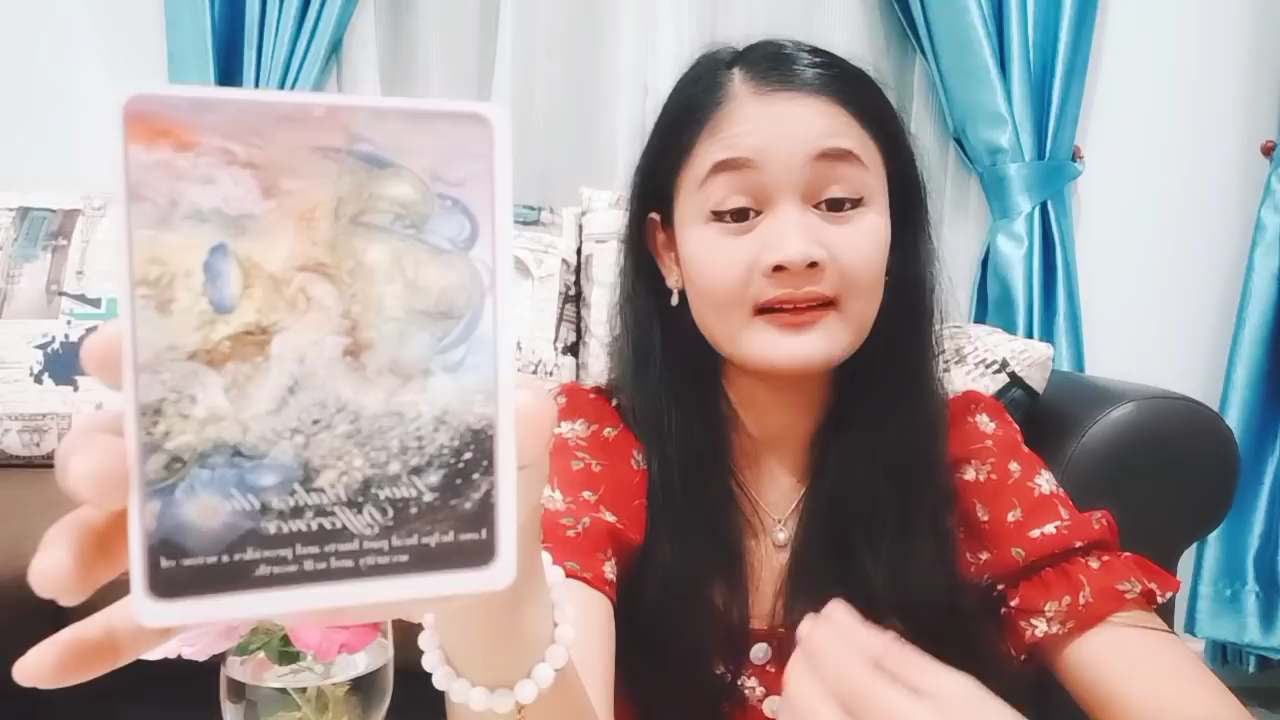 Love Makes the
Difference
Love helps heal past hurts and provides a sense of
security and self-worth.